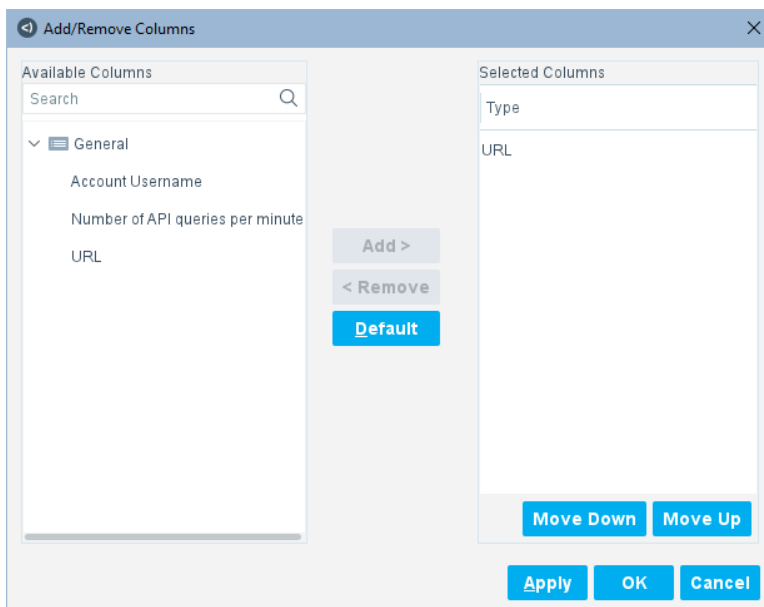 Add/Remove Columns
Available Columns
Search
General
Account Username
Number of API queries per minute
URL
Add >
< Remove
Default
Selected Columns
Type
URL
Move Down
Move Up
Apply
OK
Cancel